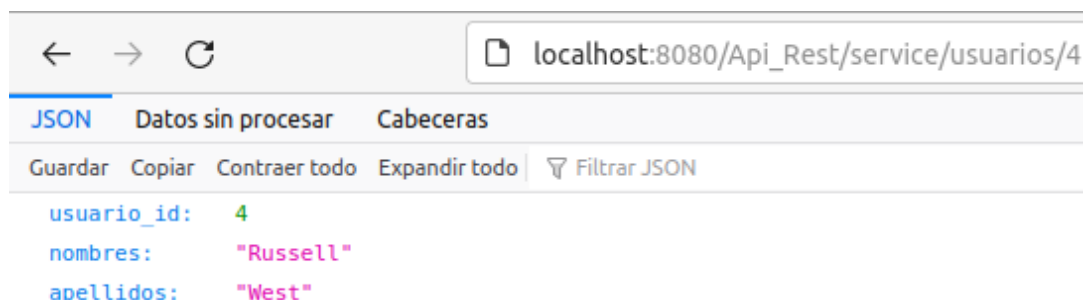 localhost:8080/Api_Rest/service/usuarios/4
JSON Datos sin procesar Cabeceras
Guardar Copiar Contraer todo Expandir todo Filtrar JSON
usuario_id: 4
nombres: "Russell"
apellidos: "West"